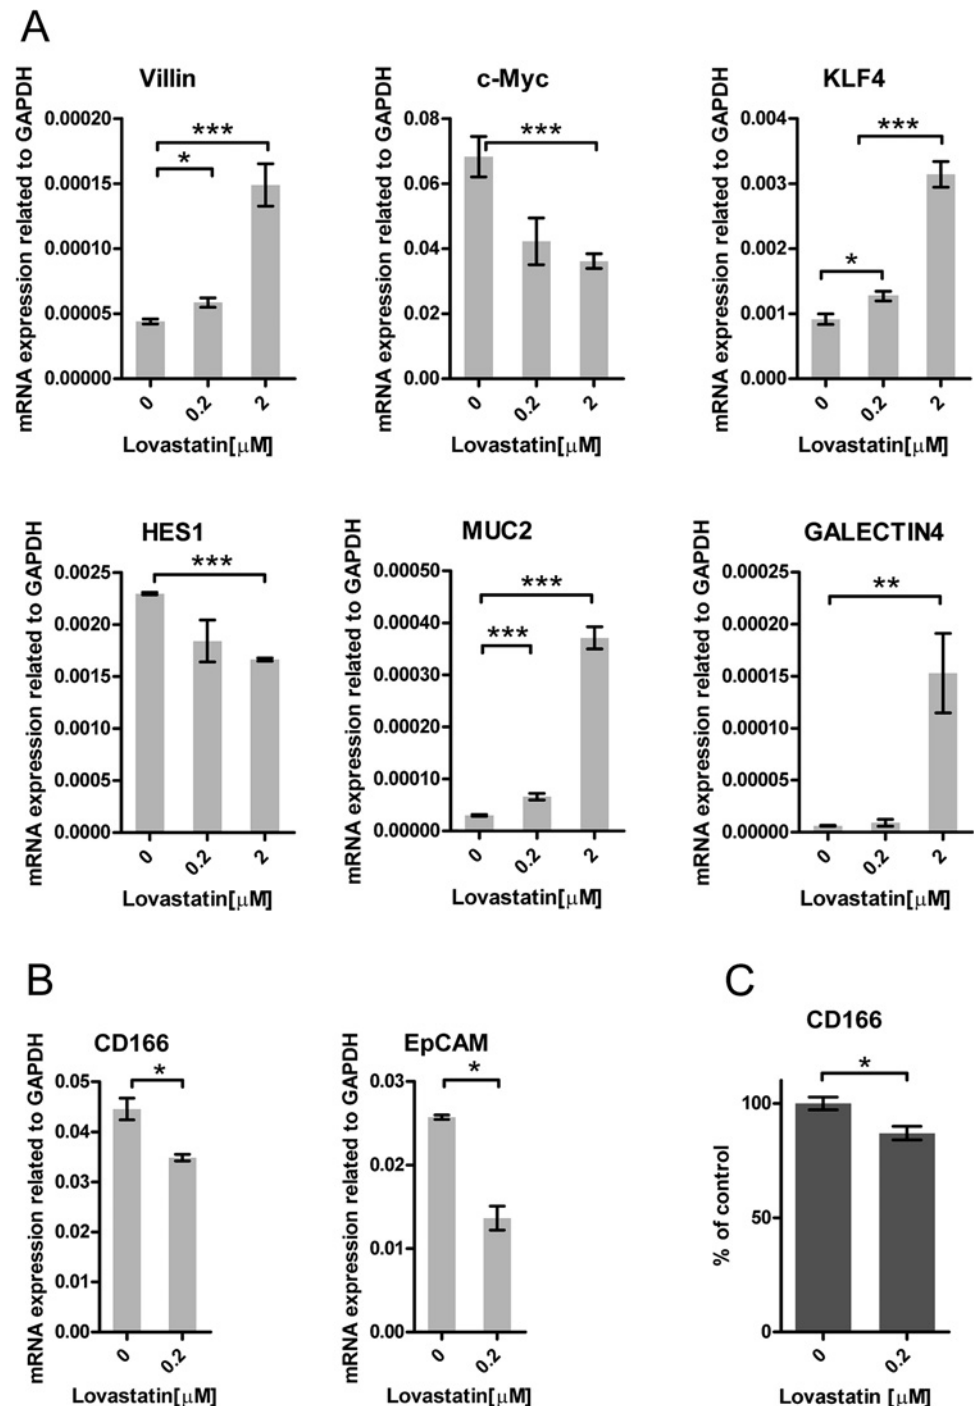 A
Villin
mRNA expression related to GAPDH
0.00020
0.00015
0.00010
0.00005
0.00000
***
*
0
0.2
2
Lovastatin[μM]
c-Myc
mRNA expression related to GAPDH
0.08
0.06
0.04
0.02
0.00
***
0
0.2
2
Lovastatin[μM]
KLF4
mRNA expression related to GAPDH
0.004
0.003
0.002
0.001
0.000
***
*
0
0.2
2
Lovastatin[μM]
HES1
mRNA expression related to GAPDH
0.0025
0.0020
0.0015
0.0010
0.0005
0.0000
***
0
0.2
2
Lovastatin[μM]
MUC2
mRNA expression related to GAPDH
0.00050
0.00040
0.00030
0.00020
0.00010
0.00000
***
***
0
0.2
2
Lovastatin[μM]
GALECTIN4
mRNA expression related to GAPDH
0.00025
0.00020
0.00015
0.00010
0.00005
0.00000
**
0
0.2
2
Lovastatin[μM]
B
CD166
mRNA expression related to GAPDH
0.05
0.04
0.03
0.02
0.01
0.00
*
0
0.2
Lovastatin[μM]
EpCAM
mRNA expression related to GAPDH
0.03
0.02
0.01
0.00
*
0
0.2
Lovastatin[μM]
C
CD166
% of control
100
50
0
*
0
0.2
Lovastatin [μM]